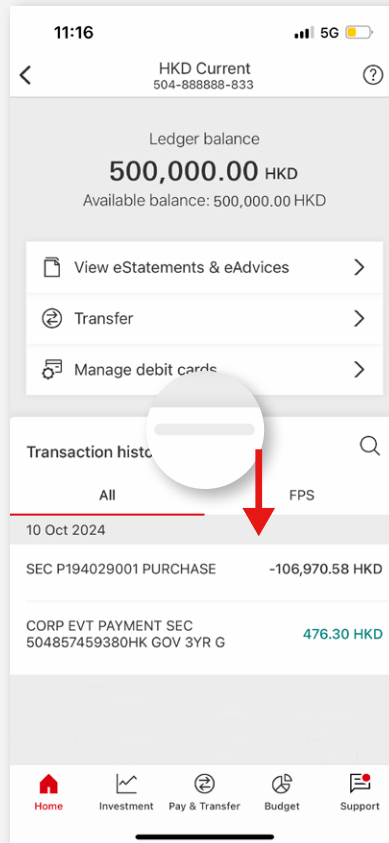 11:16
5G
HKD Current
504-888888-833
Ledger balance
500,000.00 HKD
Available balance: 500,000.00 HKD
View eStatements & eAdvices
Transfer
Manage debit cards
Transaction histo
All
FPS
10 Oct 2024
SEC P194029001 PURCHASE
-106,970.58 HKD
CORP EVT PAYMENT SEC
504857459380HK GOV 3YR G
476.30 HKD
Home
Investment
Pay & Transfer
Budget
Support